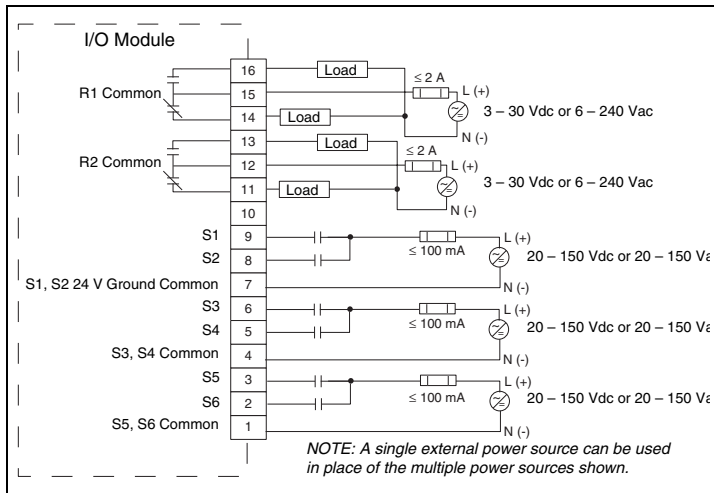 I/O Module
16
Load
≤ 2 A
L (+)
R1 Common
15
3 – 30 Vdc or 6 – 240 Vac
14
Load
N (-)
13
Load
≤ 2 A
L (+)
R2 Common
12
3 – 30 Vdc or 6 – 240 Vac
11
Load
N (-)
10
S1
9
L (+)
S2
8
≤ 100 mA
20 – 150 Vdc or 20 – 150 Va
S1, S2 24 V Ground Common
7
N (-)
S3
6
L (+)
S4
5
≤ 100 mA
20 – 150 Vdc or 20 – 150 Va
S3, S4 Common
4
N (-)
S5
3
L (+)
S6
2
≤ 100 mA
20 – 150 Vdc or 20 – 150 Va
S5, S6 Common
1
N (-)
NOTE: A single external power source can be used
in place of the multiple power sources shown.